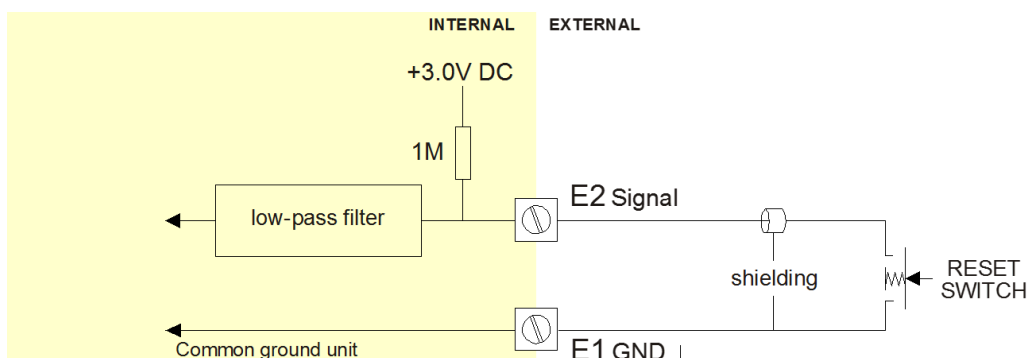 INTERNAL EXTERNAL
+3.0V DC
1M
E2 Signal
low-pass filter
shielding
RESET
SWITCH
E1 GND
Common ground unit